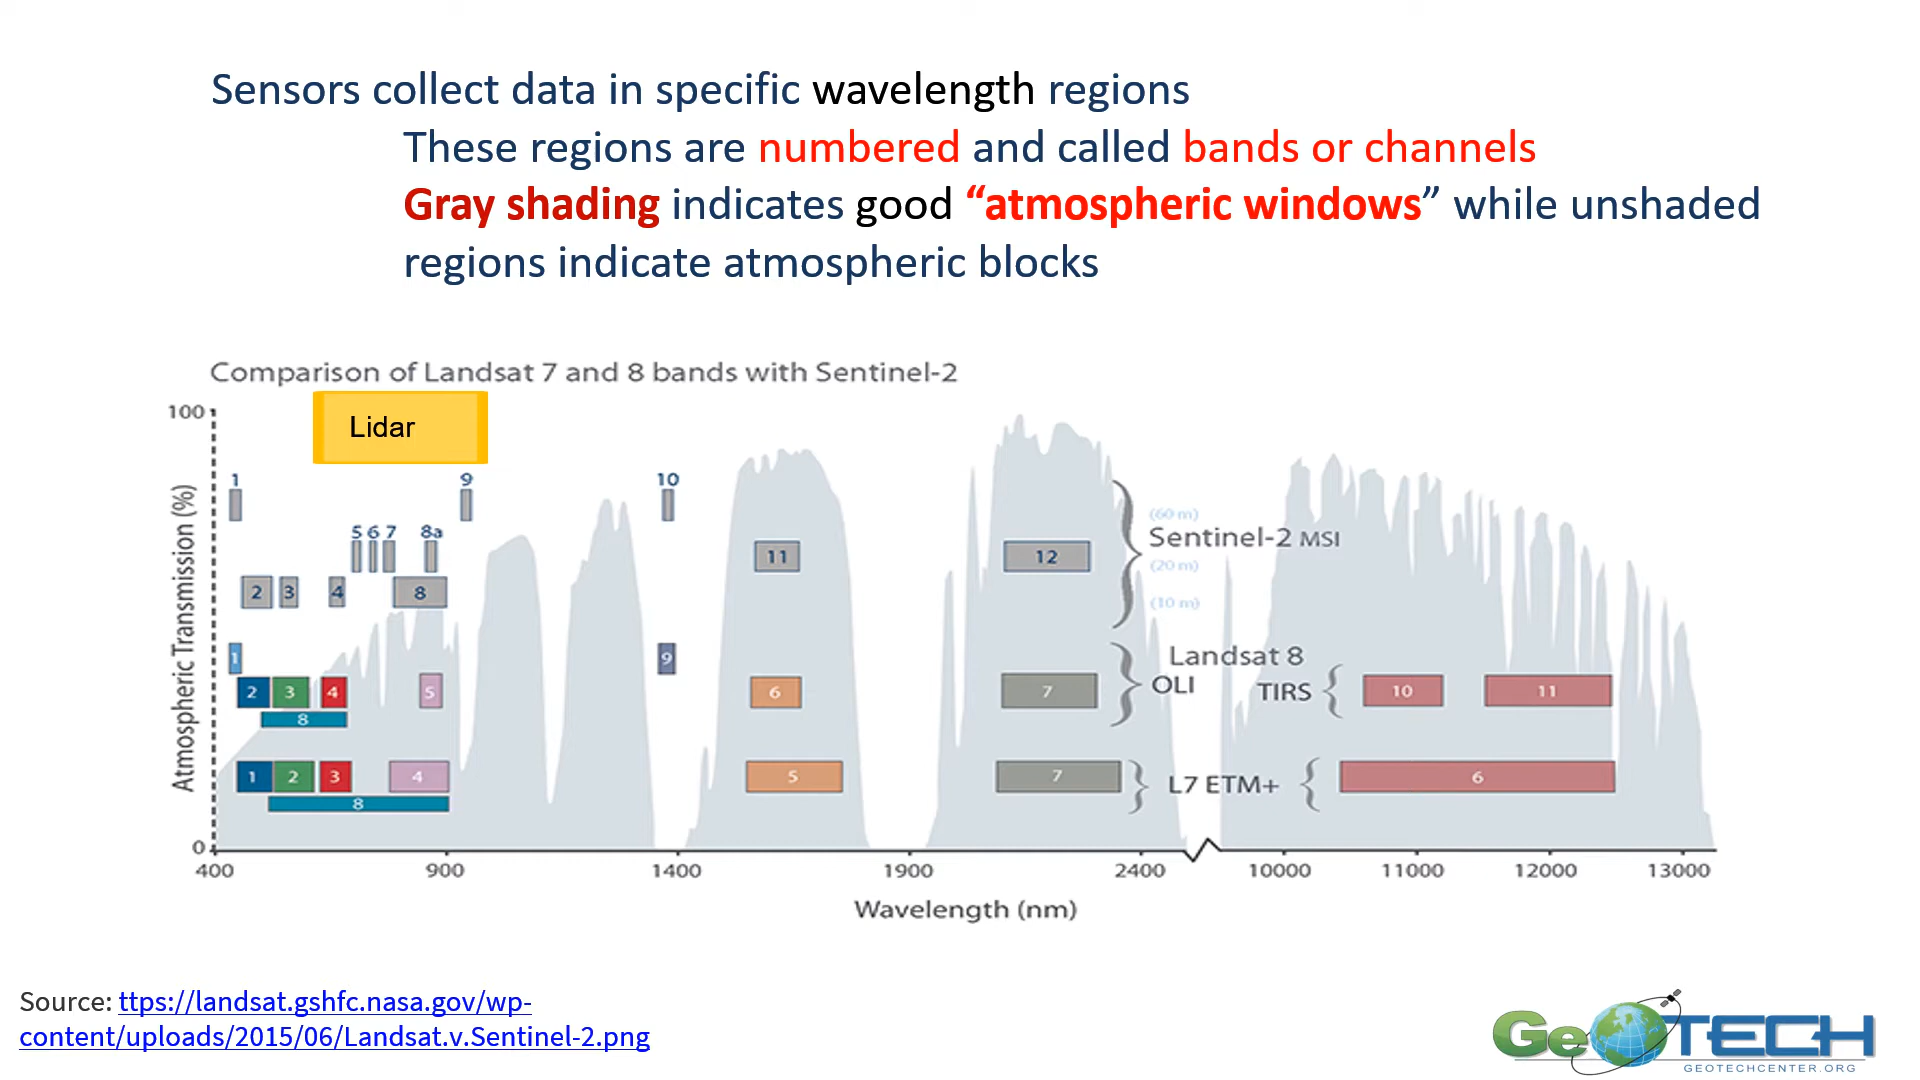 Sensors collect data in specific wavelength regions
These regions are numbered and called bands or channels
Gray shading indicates good “atmospheric windows” while unshaded
regions indicate atmospheric blocks
Comparison of Landsat 7 and 8 bands with Sentinel-2
100
Lidar
1 9 10
5 6 7 8a
11 12
2 3 4 8
(60 m)
Sentinel-2 MSI
(20 m)
(10 m)
1 9
Landsat 8
2 3 4 5 6 7 OLI TIRS 10 11
8
1 2 3 4 5 7 L7 ETM+ 6
8
Atmospheric Transmission (%)
0
400 900 1400 1900 2400 10000 11000 12000 13000
Wavelength (nm)
Source: ttps://landsat.gshfc.nasa.gov/wp-
content/uploads/2015/06/Landsat.v.Sentinel-2.png
GeoTECH
GEOTECHCENTER.ORG